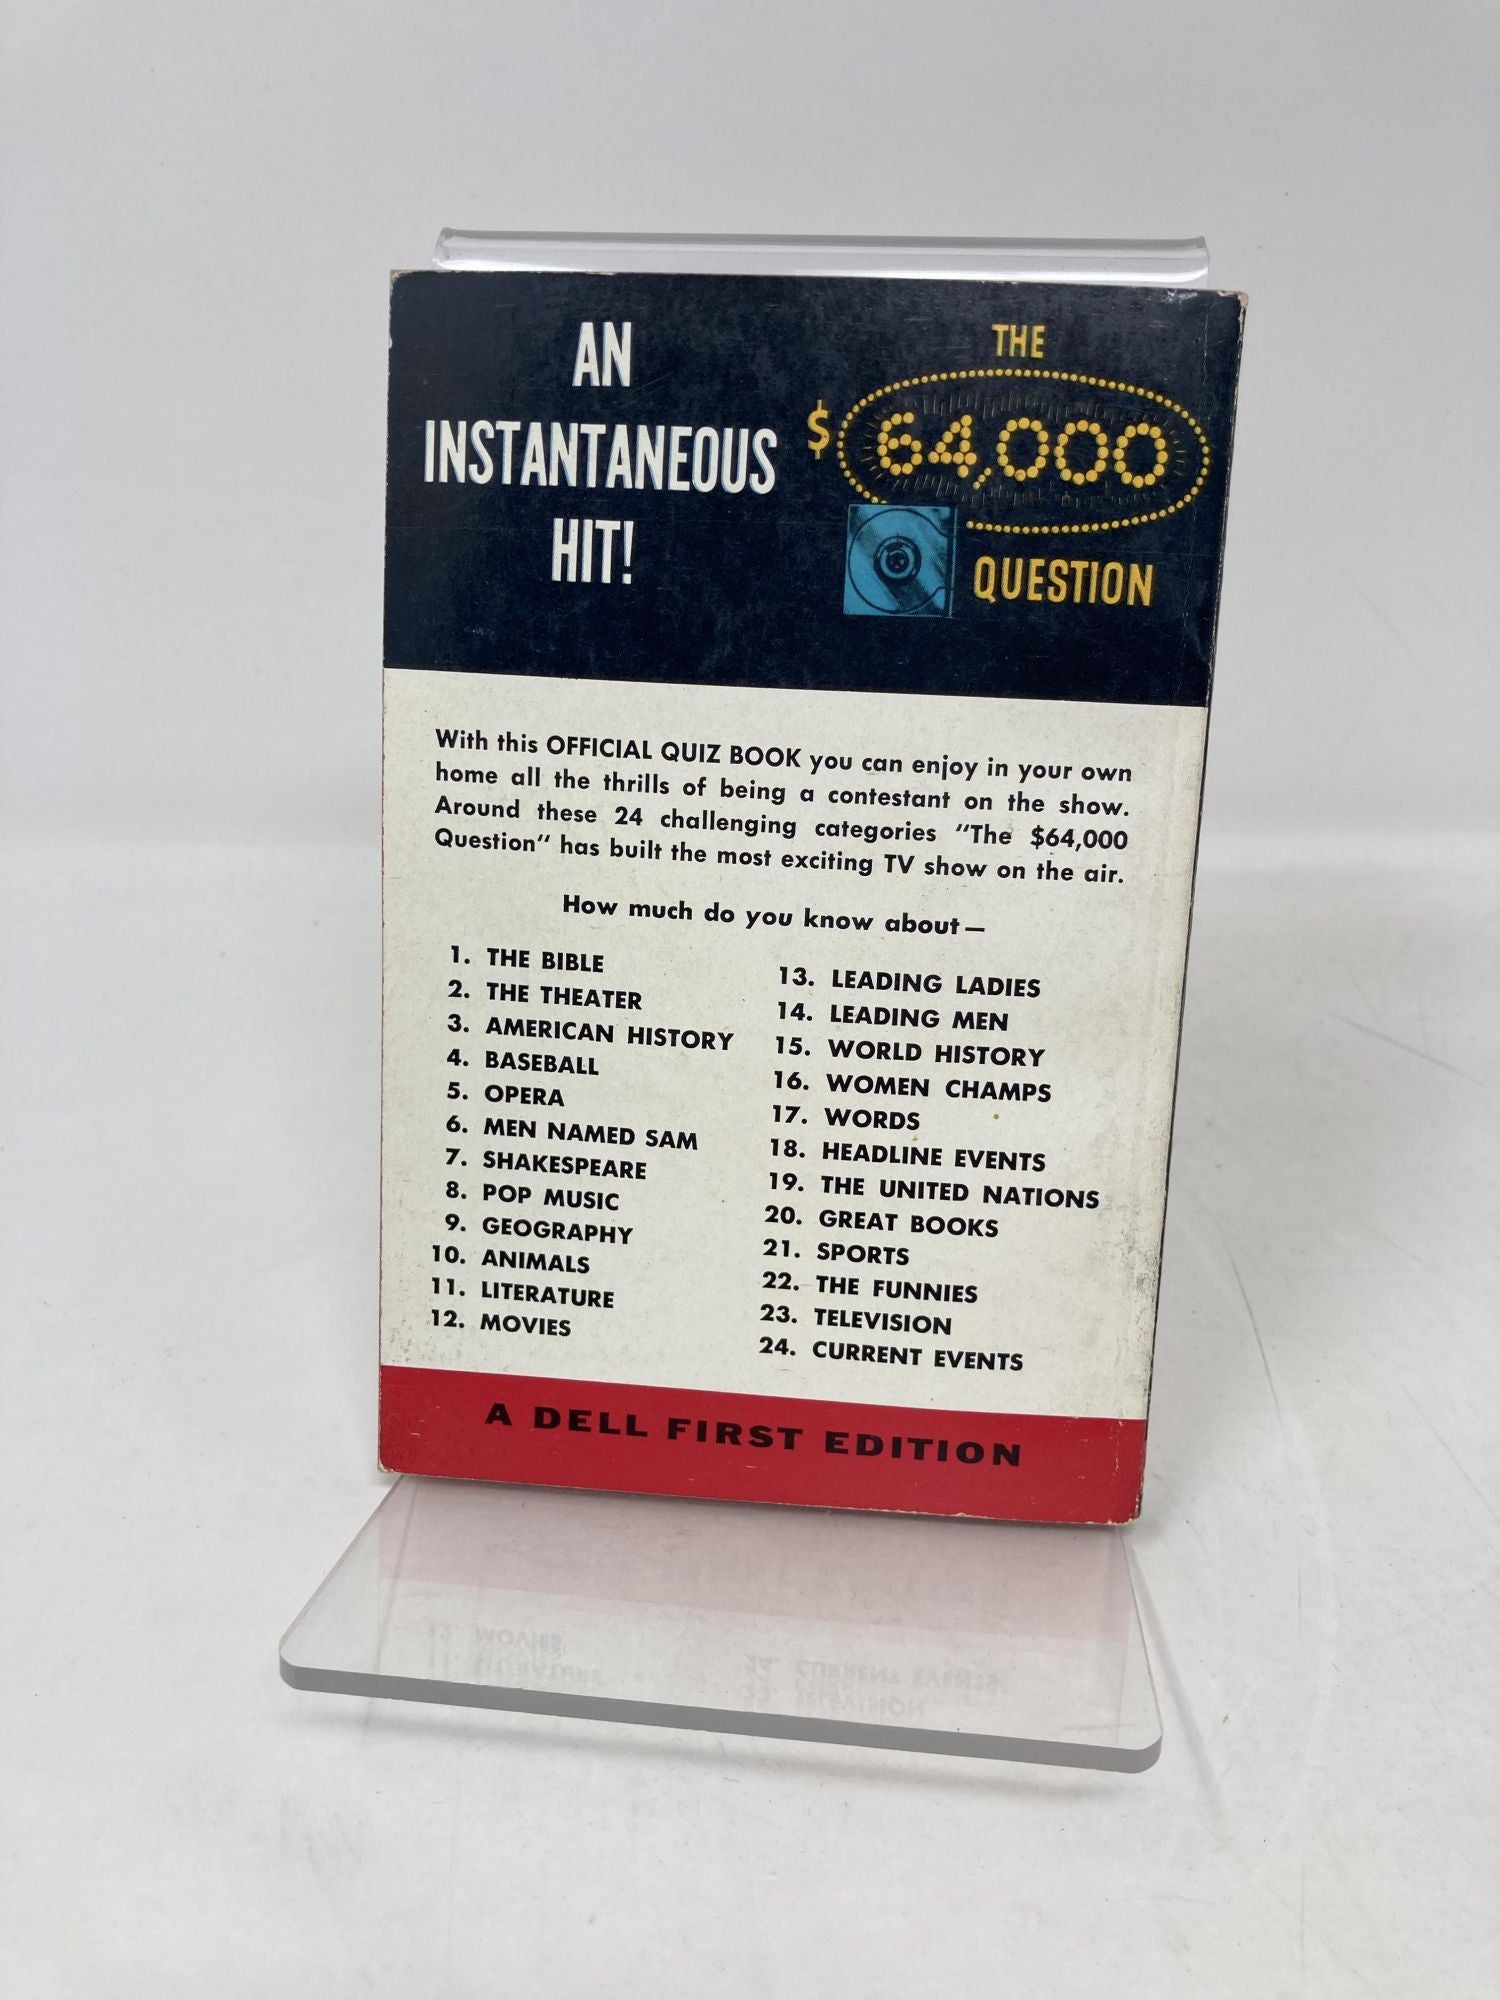 AN
INSTANTANEOUS
HIT!
THE
$64,000
QUESTION
With this OFFICIAL QUIZ BOOK you can enjoy in your own
home all the thrills of being a contestant on the show.
Around these 24 challenging categories "The $64,000
Question" has built the most exciting TV show on the air.
How much do you know about—
1. THE BIBLE
2. THE THEATER
3. AMERICAN HISTORY
4. BASEBALL
5. OPERA
6. MEN NAMED SAM
7. SHAKESPEARE
8. POP MUSIC
9. GEOGRAPHY
10. ANIMALS
11. LITERATURE
12. MOVIES
13. LEADING LADIES
14. LEADING MEN
15. WORLD HISTORY
16. WOMEN CHAMPS
17. WORDS
18. HEADLINE EVENTS
19. THE UNITED NATIONS
20. GREAT BOOKS
21. SPORTS
22. THE FUNNIES
23. TELEVISION
24. CURRENT EVENTS
A DELL FIRST EDITION